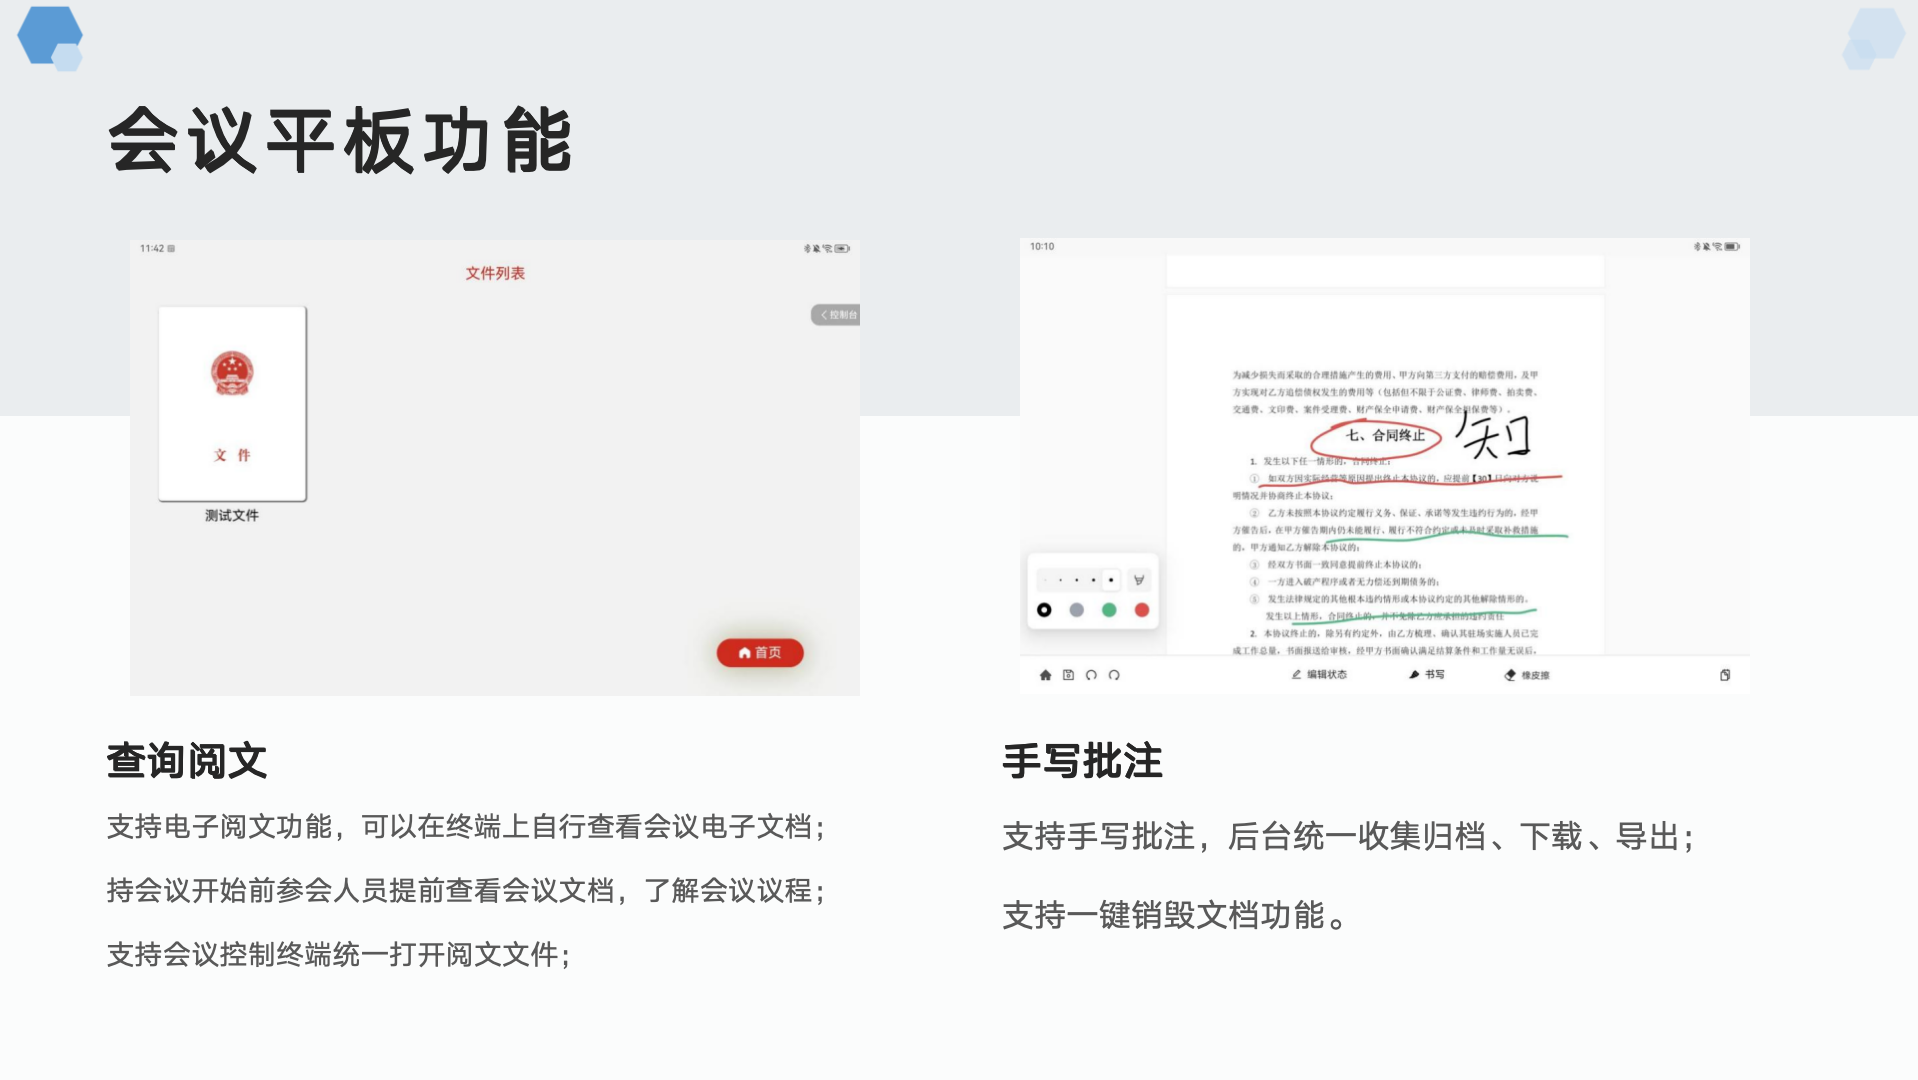 会议平板功能
11:42
文件列表
控制台
文 件
测试文件
首页
10:10
为减少损失而采取的合理措施产生的费用、甲方向第三方支付的赔偿费用，及甲
方实现对乙方追偿债权发生的费用等（包括但不限于公证费、律师费、拍卖费、
交通费、文印费、案件受理费、财产保全申请费、财产保全担保费等）。
七、合同终止
知
1. 发生以下任一情形的，合同终止：
① 如双方因实际经营等原因提出终止本协议的，应提前【30】日向对方说
明情况并协商终止本协议；
② 乙方未按照本协议约定履行义务、保证、承诺等发生违约行为的，经甲
方催告后，在甲方催告期内仍未能履行、履行不符合约定或未及时采取补救措施
的，甲方通知乙方解除本协议的；
③ 经双方书面一致同意提前终止本协议的；
④ 一方进入破产程序或者无力偿还到期债务的；
⑤ 发生法律规定的其他根本违约情形或本协议约定的其他解除情形的。
发生以上情形，合同终止的，并不免除乙方应承担的违约责任
2. 本协议终止的，除另有约定外，由乙方梳理、确认其驻场实施人员已完
成工作总量，书面报送给审核，经甲方书面确认满足结算条件和工作量无误后，
编辑状态
书写
橡皮擦
查询阅文
支持电子阅文功能，可以在终端上自行查看会议电子文档；
持会议开始前参会人员提前查看会议文档，了解会议议程；
支持会议控制终端统一打开阅文文件；
手写批注
支持手写批注，后台统一收集归档、下载、导出；
支持一键销毁文档功能。